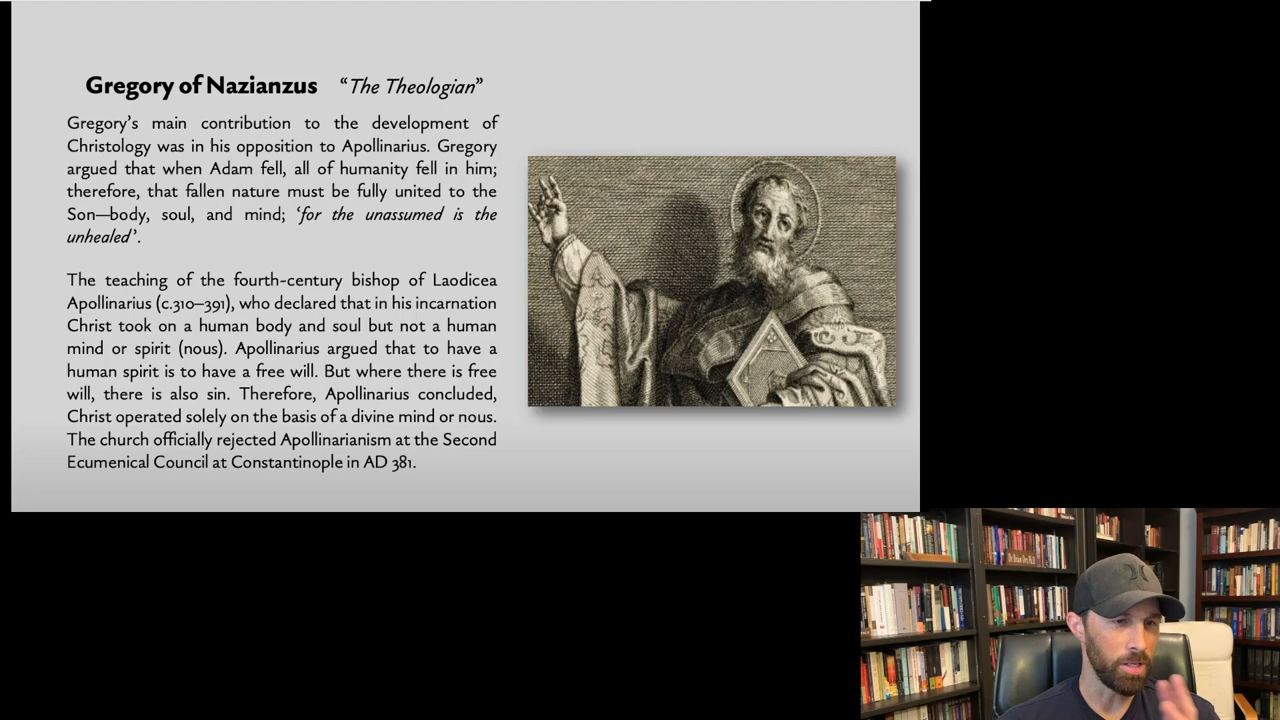 Gregory of Nazianzus “The Theologian”
Gregory’s main contribution to the development of
Christology was in his opposition to Apollinarius. Gregory
argued that when Adam fell, all of humanity fell in him;
therefore, that fallen nature must be fully united to the
Son—body, soul, and mind; ‘for the unassumed is the
unhealed’.
The teaching of the fourth-century bishop of Laodicea
Apollinarius (c.310–391), who declared that in his incarnation
Christ took on a human body and soul but not a human
mind or spirit (nous). Apollinarius argued that to have a
human spirit is to have a free will. But where there is free
will, there is also sin. Therefore, Apollinarius concluded,
Christ operated solely on the basis of a divine mind or nous.
The church officially rejected Apollinarianism at the Second
Ecumenical Council at Constantinople in AD 381.